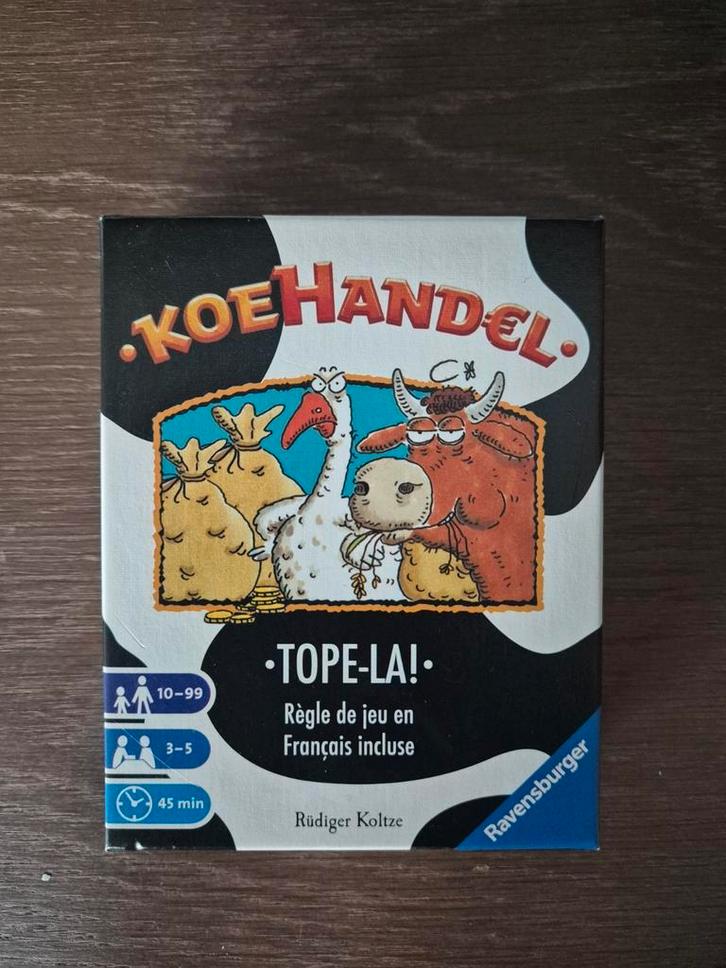 ·KOEHANDEL·
·TOPE-LA!·
Règle de jeu en
Français incluse
10–99
3–5
45 min
Rüdiger Koltze
Ravensburger